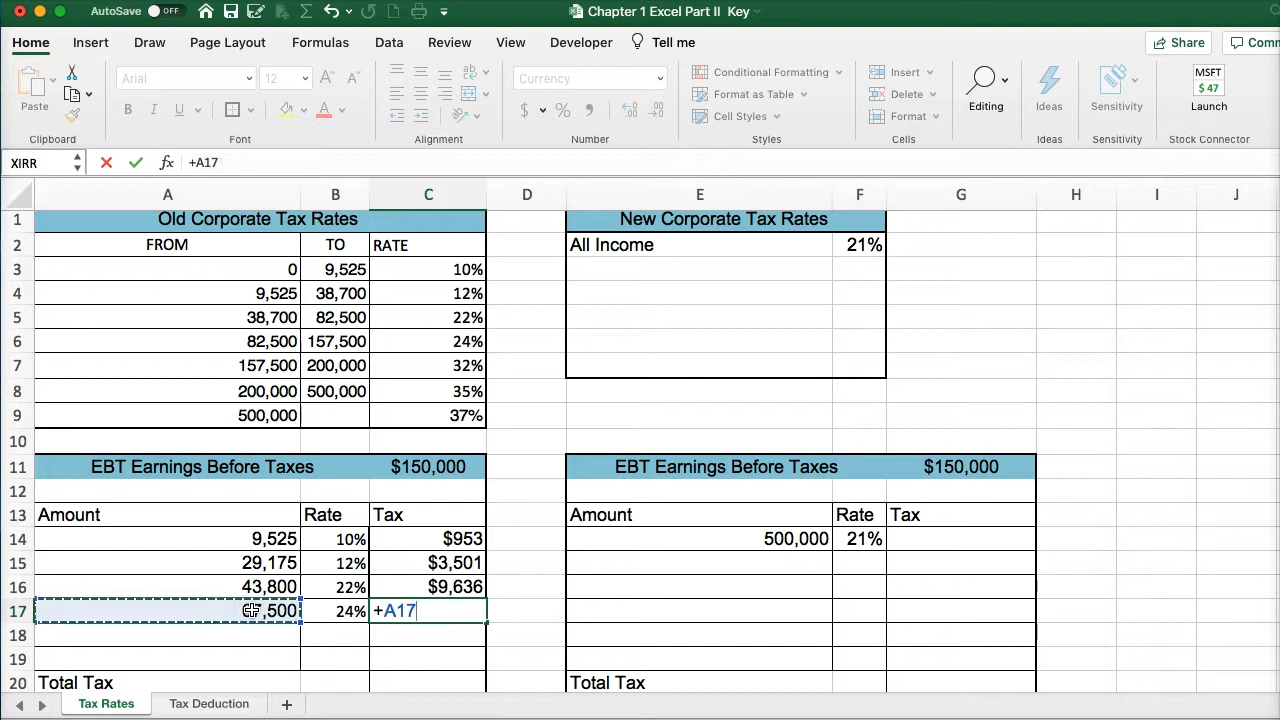 AutoSave OFF
Chapter 1 Excel Part II Key
Home Insert Draw Page Layout Formulas Data Review View Developer Tell me Share Comm
Paste Arial 12 Currency Conditional Formatting Insert Editing Ideas Sensitivity MSFT
$ 47
Format as Table Delete Launch
B I U A $ % Cell Styles Format
Clipboard Font Alignment Number Styles Cells Ideas Sensitivity Stock Connector
XIRR fx +A17
A B C D E F G H I J
1 Old Corporate Tax Rates New Corporate Tax Rates
2 FROM TO RATE All Income 21%
3 0 9,525 10%
4 9,525 38,700 12%
5 38,700 82,500 22%
6 82,500 157,500 24%
7 157,500 200,000 32%
8 200,000 500,000 35%
9 500,000 37%
10
11 EBT Earnings Before Taxes $150,000 EBT Earnings Before Taxes $150,000
12
13 Amount Rate Tax Amount Rate Tax
14 9,525 10% $953 500,000 21%
15 29,175 12% $3,501
16 43,800 22% $9,636
17 24% +A17
18
19
20 Total Tax Total Tax
Tax Rates Tax Deduction +